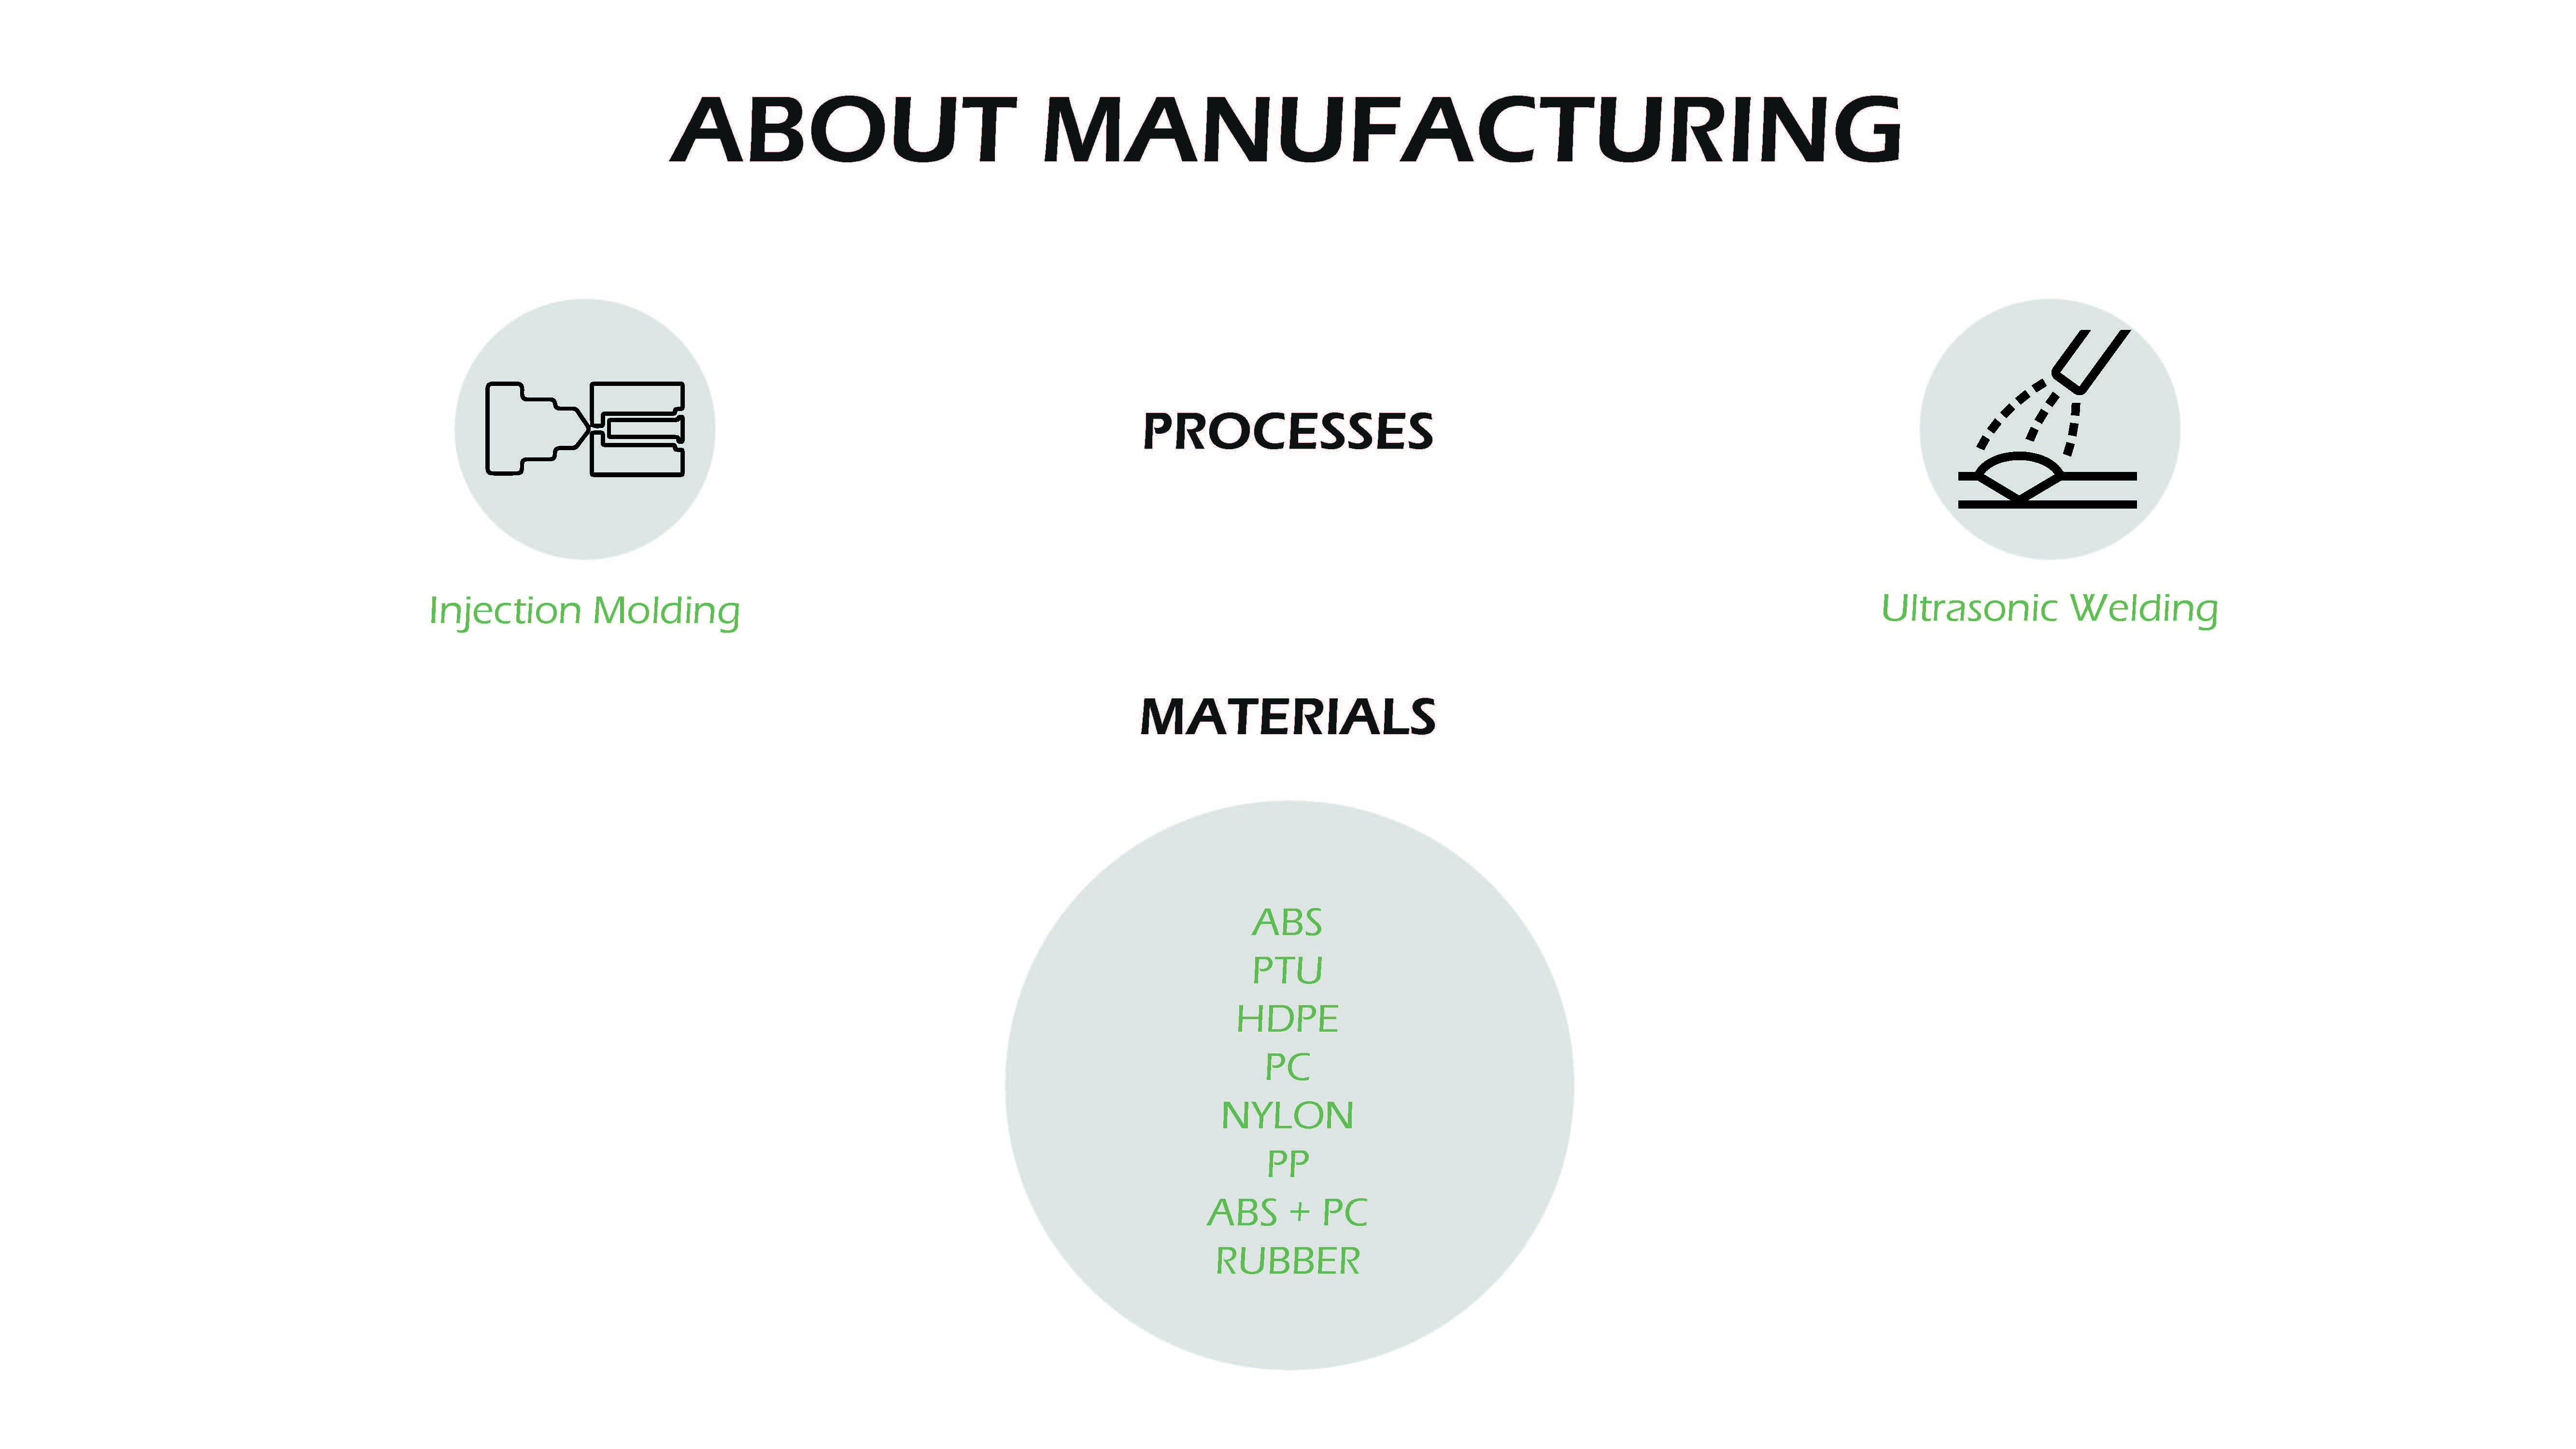 ABOUT MANUFACTURING
PROCESSES
Injection Molding
Ultrasonic Welding
MATERIALS
ABS
PTU
HDPE
PC
NYLON
PP
ABS + PC
RUBBER